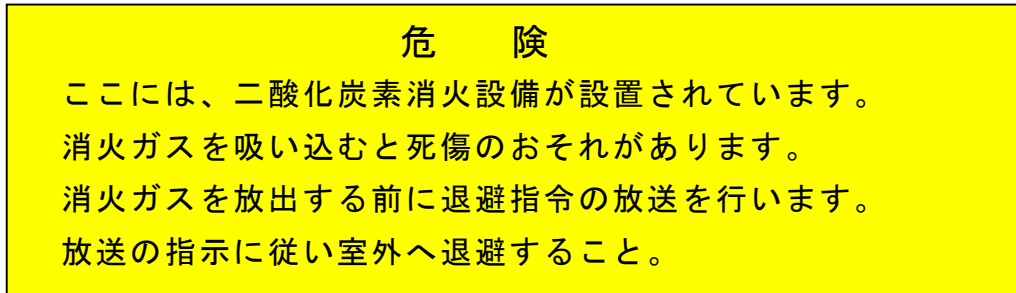 危　険
ここには、二酸化炭素消火設備が設置されています。
消火ガスを吸い込むと死傷のおそれがあります。
消火ガスを放出する前に退避指令の放送を行います。
放送の指示に従い室外へ退避すること。